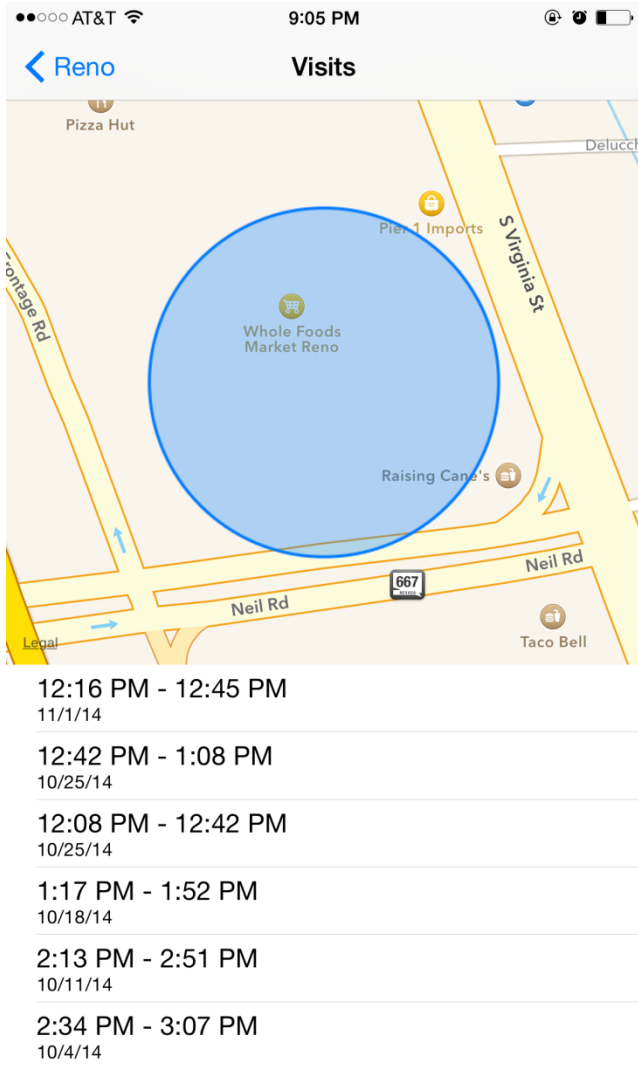 AT&T 9:05 PM
Reno Visits
Pizza Hut
Pier 1 Imports
S Virginia St
Frontage Rd
Whole Foods
Market Reno
Raising Cane's
Neil Rd
667
NEVADA
Neil Rd
Taco Bell
Legal
12:16 PM - 12:45 PM
11/1/14
12:42 PM - 1:08 PM
10/25/14
12:08 PM - 12:42 PM
10/25/14
1:17 PM - 1:52 PM
10/18/14
2:13 PM - 2:51 PM
10/11/14
2:34 PM - 3:07 PM
10/4/14